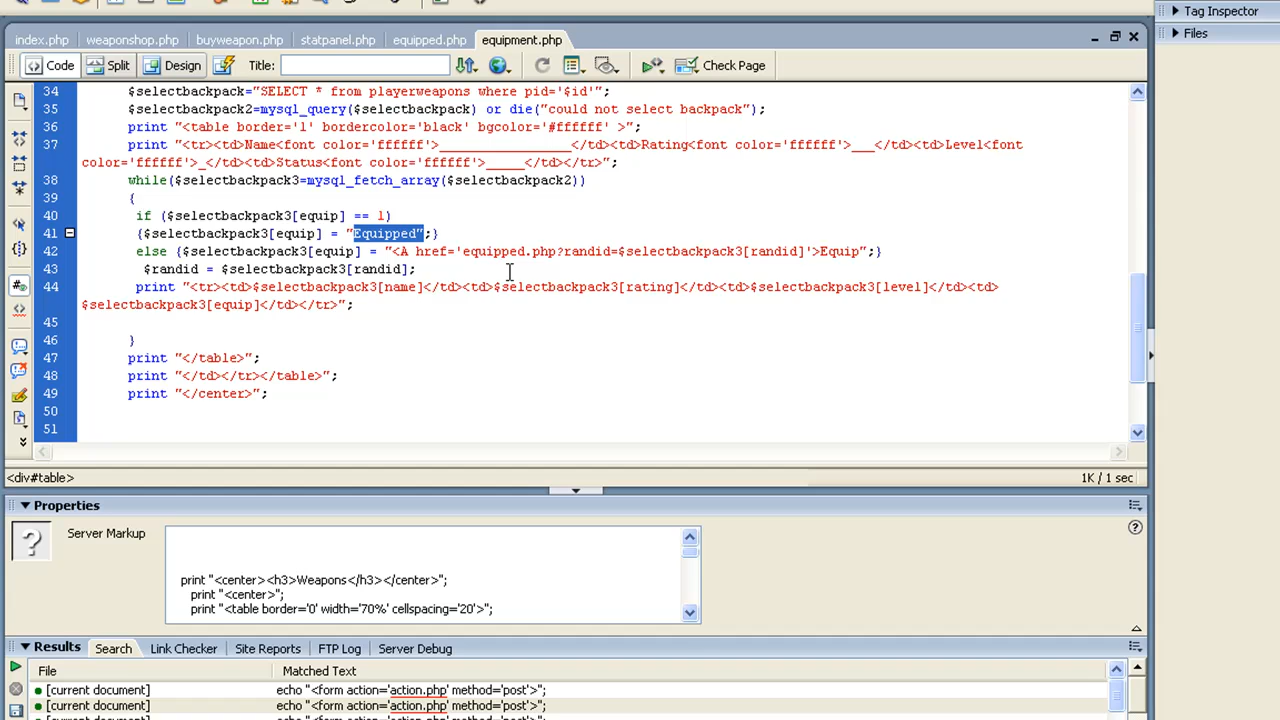 Tag Inspector
Files
index.php weaponshop.php buyweapon.php statpanel.php equipped.php equipment.php
Code Split Design Title: Check Page
34 $selectbackpack="SELECT * from playerweapons where pid='$id'";
35 $selectbackpack2=mysql_query($selectbackpack) or die("could not select backpack");
36 print "<table border='1' bordercolor='black' bgcolor='#ffffff' >";
37 print "<tr><td>Name<font color='ffffff'>_________________</td><td>Rating<font color='ffffff'>___</td><td>Level<font
color='ffffff'>_</td><td>Status<font color='ffffff'>_____</td></tr>";
38 while($selectbackpack3=mysql_fetch_array($selectbackpack2))
39 {
40 if ($selectbackpack3[equip] == 1)
41 {$selectbackpack3[equip] = "Equipped";}
42 else {$selectbackpack3[equip] = "<A href='equipped.php?randid=$selectbackpack3[randid]'>Equip";}
43 $randid = $selectbackpack3[randid];
44 print "<tr><td>$selectbackpack3[name]</td><td>$selectbackpack3[rating]</td><td>$selectbackpack3[level]</td><td>
$selectbackpack3[equip]</td></tr>";
45
46 }
47 print "</table>";
48 print "</td></tr></table>";
49 print "</center>";
50
51
<div#table> 1K / 1 sec
Properties
Server Markup
print "<center><h3>Weapons</h3></center>";
print "<center>";
print "<table border='0' width='70%' cellspacing='20'>";
Results Search Link Checker Site Reports FTP Log Server Debug
File Matched Text
[current document] echo "<form action='action.php' method='post'>";
[current document] echo "<form action='action.php' method='post'>";